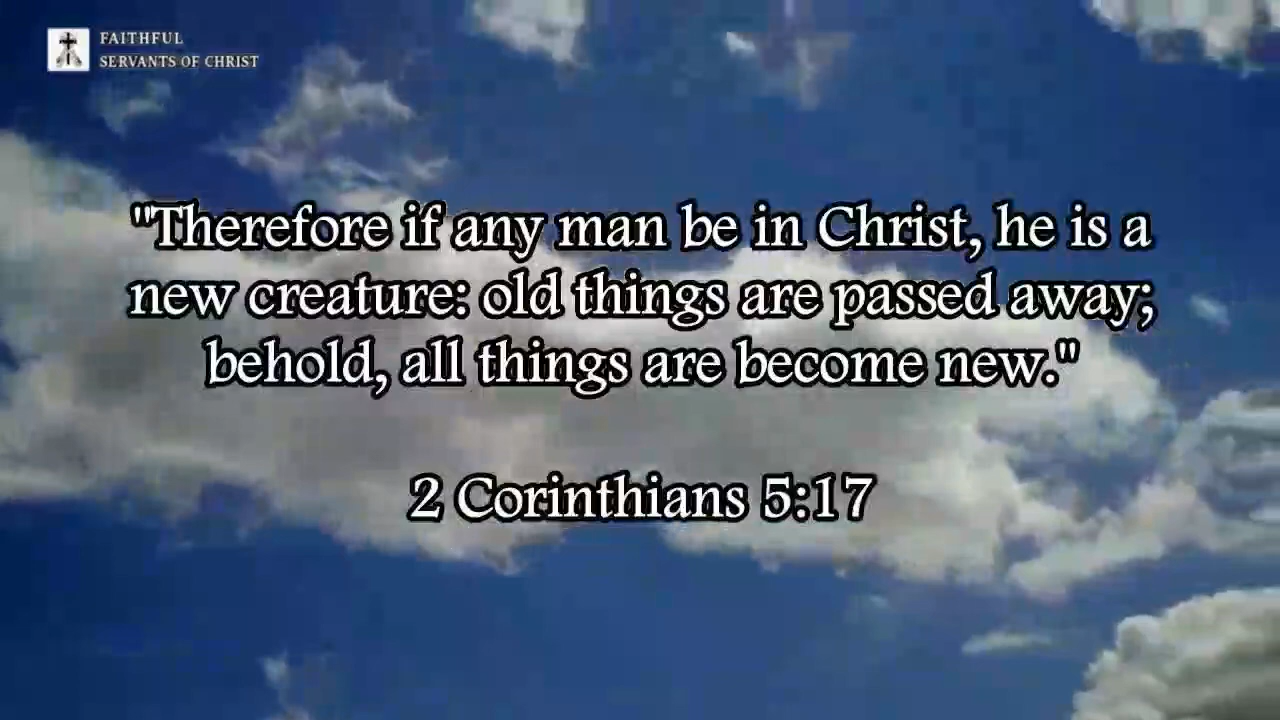 FAITHFUL
SERVANTS OF CHRIST
"Therefore if any man be in Christ, he is a
new creature: old things are passed away;
behold, all things are become new."
2 Corinthians 5:17